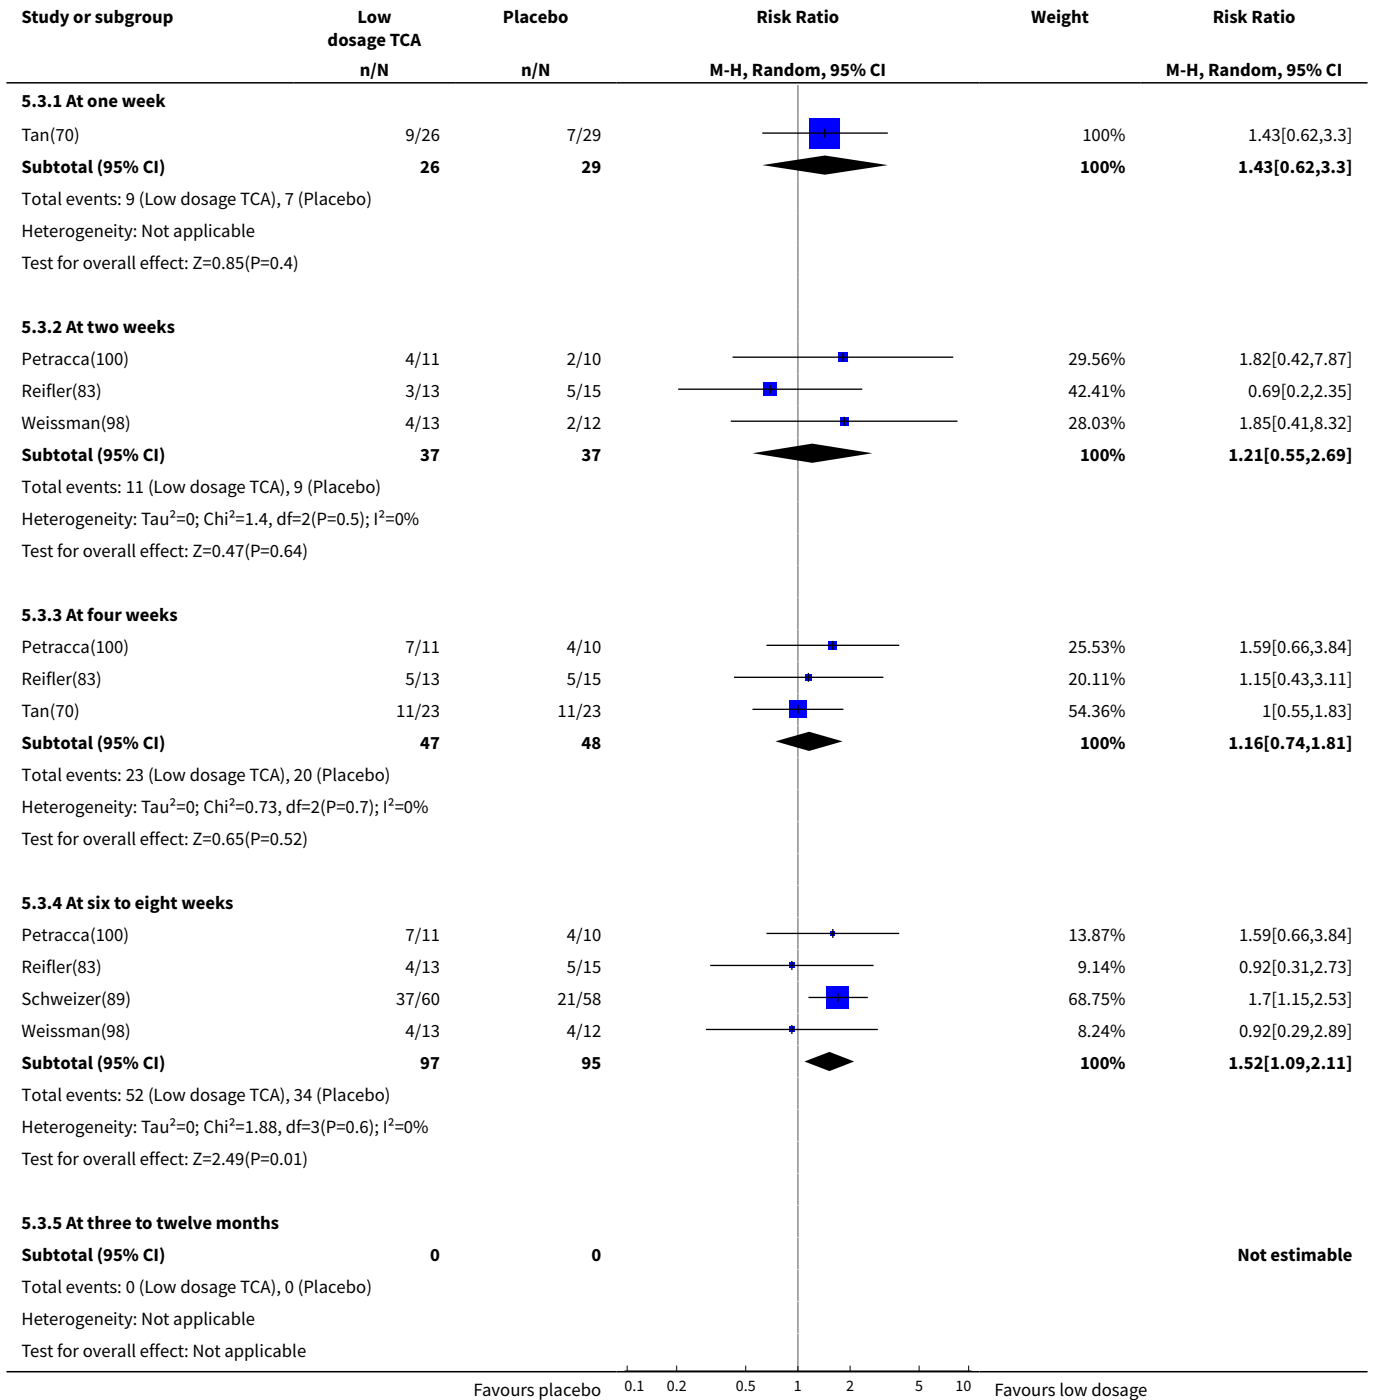 Study or subgroup Low Placebo Risk Ratio Weight Risk Ratio
dosage TCA
n/N n/N M-H, Random, 95% CI M-H, Random, 95% CI
5.3.1 At one week
Tan(70) 9/26 7/29 100% 1.43[0.62,3.3]
Subtotal (95% CI) 26 29 100% 1.43[0.62,3.3]
Total events: 9 (Low dosage TCA), 7 (Placebo)
Heterogeneity: Not applicable
Test for overall effect: Z=0.85(P=0.4)
5.3.2 At two weeks
Petracca(100) 4/11 2/10 29.56% 1.82[0.42,7.87]
Reifler(83) 3/13 5/15 42.41% 0.69[0.2,2.35]
Weissman(98) 4/13 2/12 28.03% 1.85[0.41,8.32]
Subtotal (95% CI) 37 37 100% 1.21[0.55,2.69]
Total events: 11 (Low dosage TCA), 9 (Placebo)
Heterogeneity: Tau²=0; Chi²=1.4, df=2(P=0.5); I²=0%
Test for overall effect: Z=0.47(P=0.64)
5.3.3 At four weeks
Petracca(100) 7/11 4/10 25.53% 1.59[0.66,3.84]
Reifler(83) 5/13 5/15 20.11% 1.15[0.43,3.11]
Tan(70) 11/23 11/23 54.36% 1[0.55,1.83]
Subtotal (95% CI) 47 48 100% 1.16[0.74,1.81]
Total events: 23 (Low dosage TCA), 20 (Placebo)
Heterogeneity: Tau²=0; Chi²=0.73, df=2(P=0.7); I²=0%
Test for overall effect: Z=0.65(P=0.52)
5.3.4 At six to eight weeks
Petracca(100) 7/11 4/10 13.87% 1.59[0.66,3.84]
Reifler(83) 4/13 5/15 9.14% 0.92[0.31,2.73]
Schweizer(89) 37/60 21/58 68.75% 1.7[1.15,2.53]
Weissman(98) 4/13 4/12 8.24% 0.92[0.29,2.89]
Subtotal (95% CI) 97 95 100% 1.52[1.09,2.11]
Total events: 52 (Low dosage TCA), 34 (Placebo)
Heterogeneity: Tau²=0; Chi²=1.88, df=3(P=0.6); I²=0%
Test for overall effect: Z=2.49(P=0.01)
5.3.5 At three to twelve months
Subtotal (95% CI) 0 0 Not estimable
Total events: 0 (Low dosage TCA), 0 (Placebo)
Heterogeneity: Not applicable
Test for overall effect: Not applicable
Favours placebo 0.1 0.2 0.5 1 2 5 10 Favours low dosage